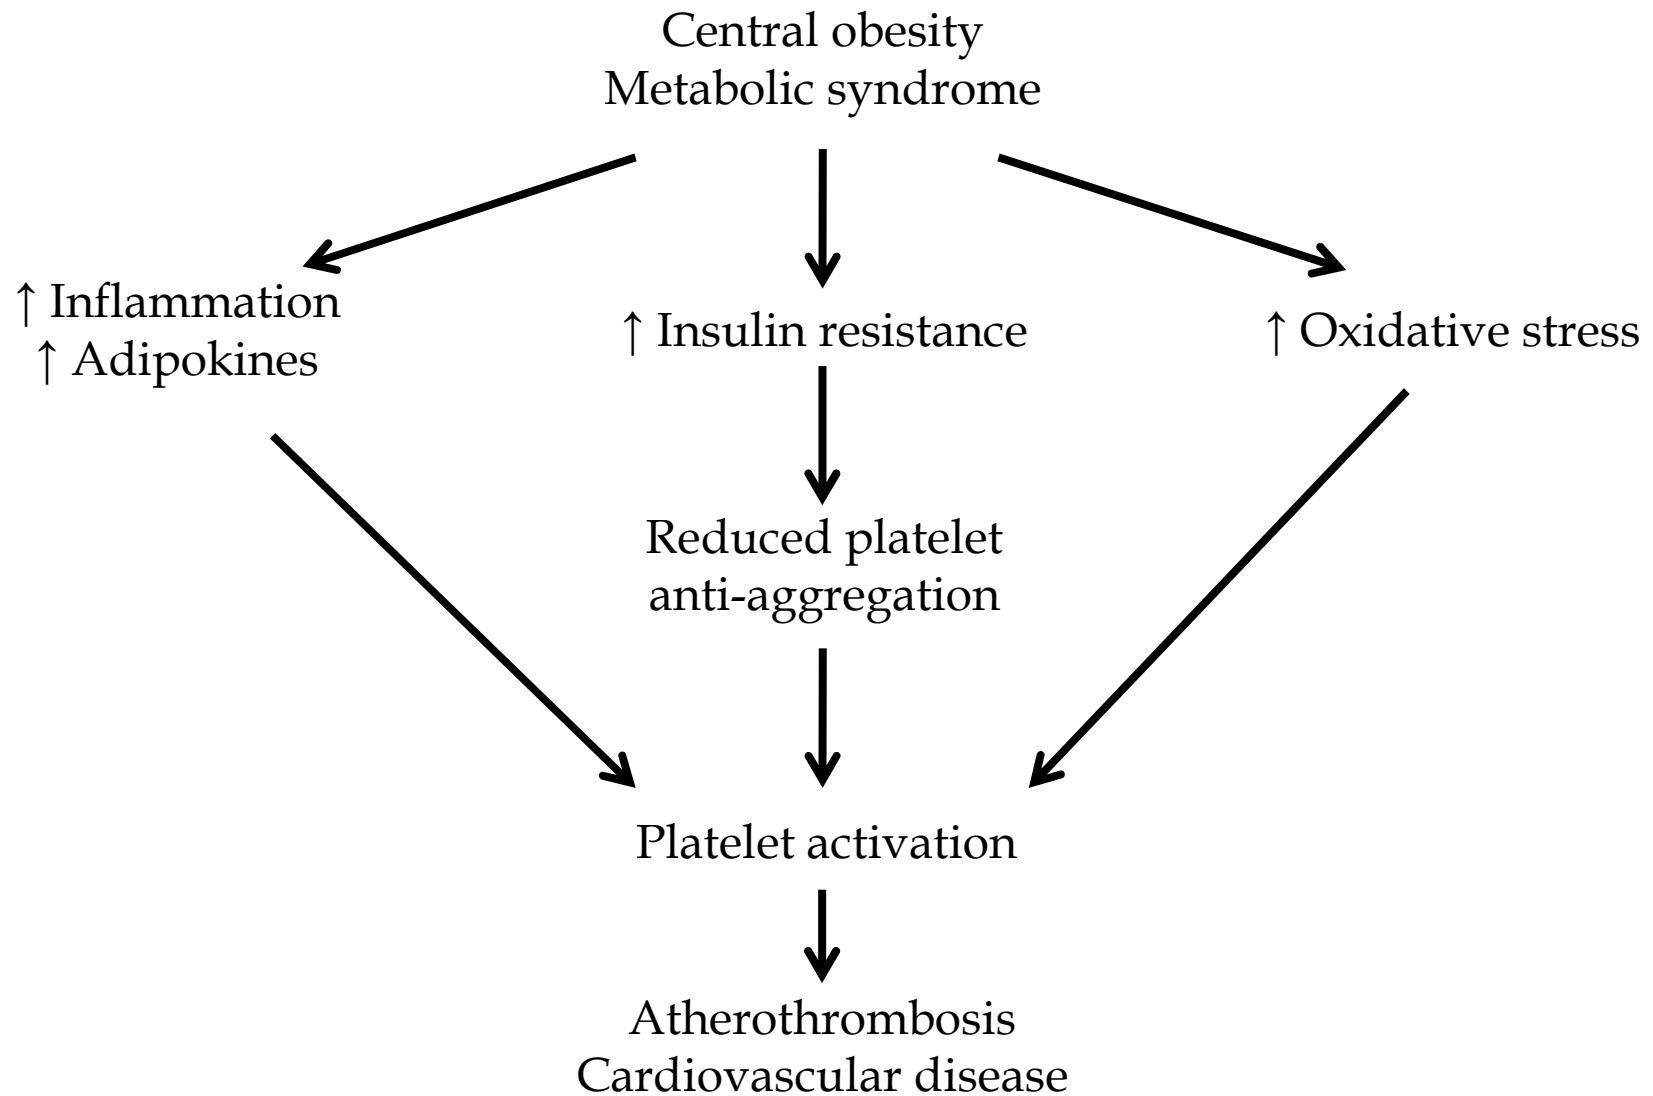 Central obesity
Metabolic syndrome
↑ Inflammation
↑ Adipokines
↑ Insulin resistance
↑ Oxidative stress
Reduced platelet
anti-aggregation
Platelet activation
Atherothrombosis
Cardiovascular disease